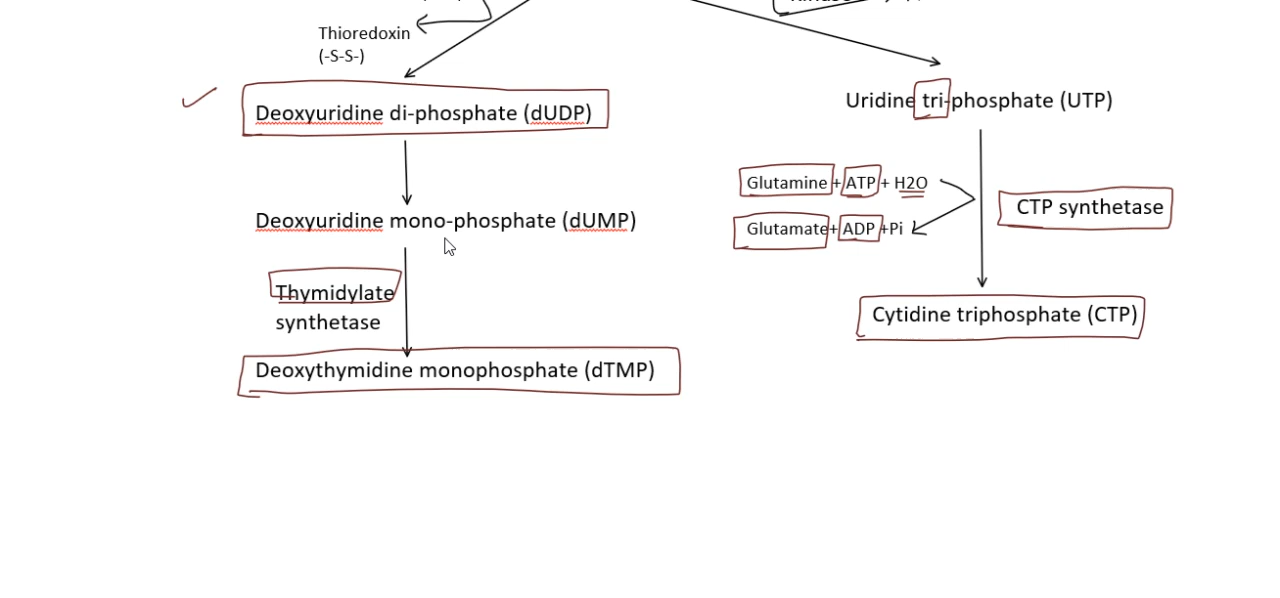 Thioredoxin
(-S-S-)
Deoxyuridine di-phosphate (dUDP)
Uridine tri-phosphate (UTP)
Glutamine + ATP + H2O
CTP synthetase
Deoxyuridine mono-phosphate (dUMP)
Glutamate+ ADP +Pi
Thymidylate
synthetase
Cytidine triphosphate (CTP)
Deoxythymidine monophosphate (dTMP)